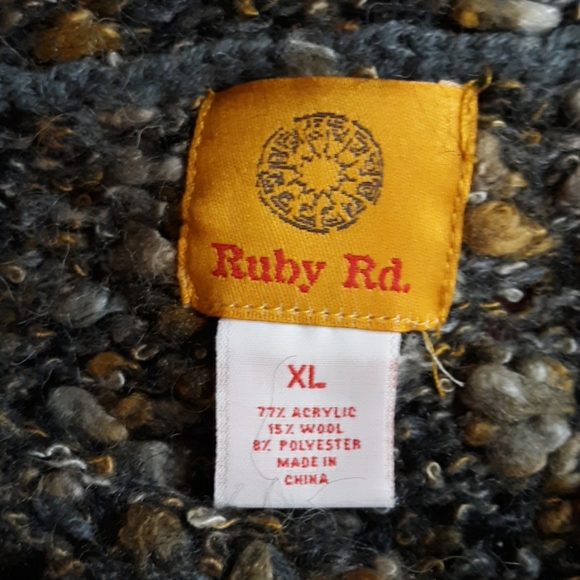 Ruby Rd.
XL
77% ACRYLIC
15% WOOL
8% POLYESTER
MADE IN
CHINA